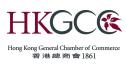 HKGCC
Hong Kong General Chamber of Commerce
香港總商會1861